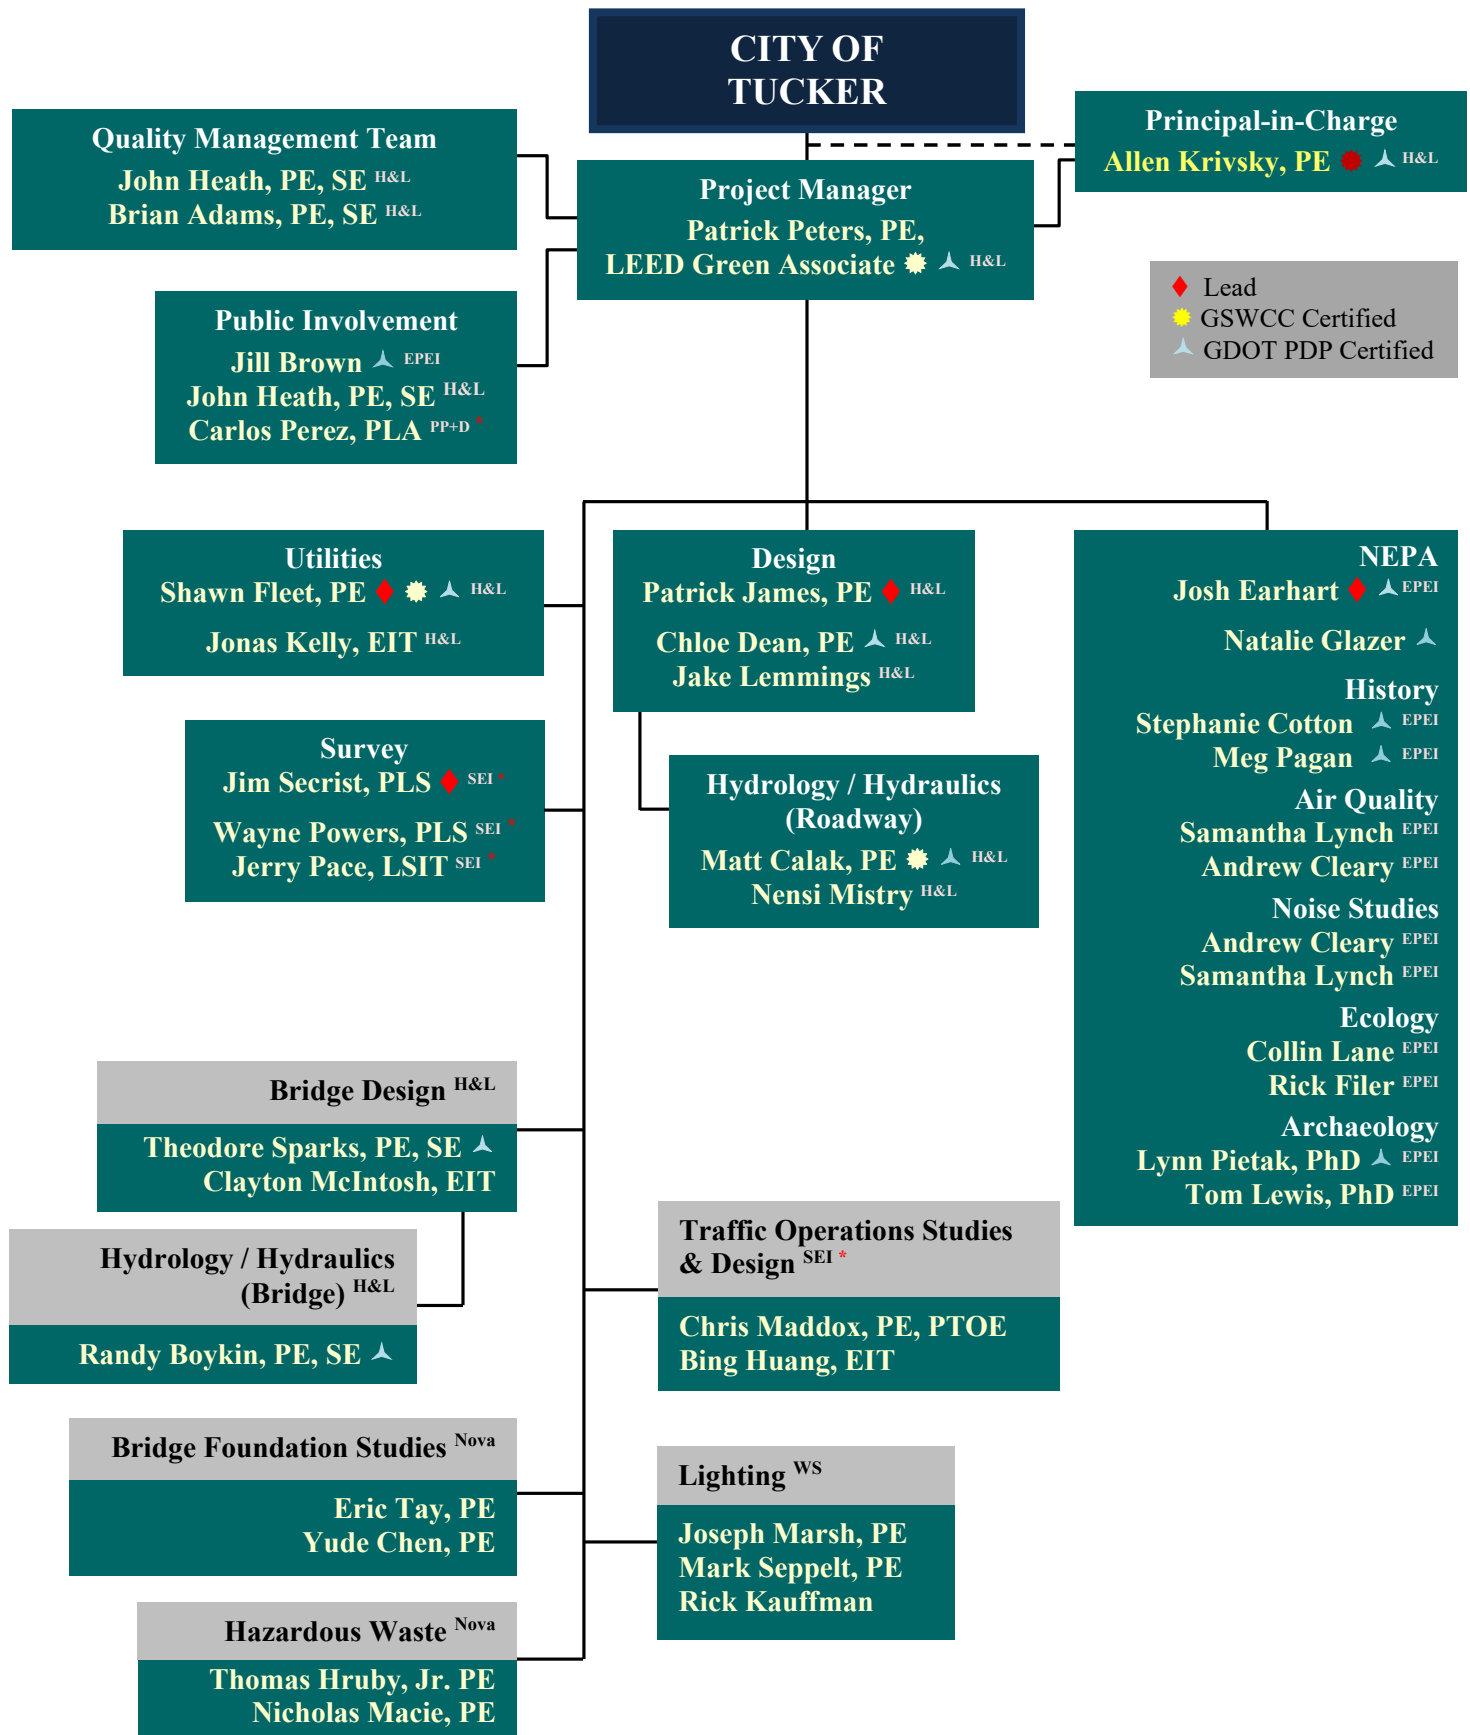 CITY OF
TUCKER
Quality Management Team
John Heath, PE, SE H&L
Brian Adams, PE, SE H&L
Principal-in-Charge
Allen Krivsky, PE H&L
Project Manager
Patrick Peters, PE,
LEED Green Associate H&L
Lead
GSWCC Certified
GDOT PDP Certified
Public Involvement
Jill Brown EPEI
John Heath, PE, SE H&L
Carlos Perez, PLA PP+D *
Utilities
Shawn Fleet, PE H&L
Jonas Kelly, EIT H&L
Design
Patrick James, PE H&L
Chloe Dean, PE H&L
Jake Lemmings H&L
NEPA
Josh Earhart EPEI
Natalie Glazer
History
Stephanie Cotton EPEI
Meg Pagan EPEI
Air Quality
Samantha Lynch EPEI
Andrew Cleary EPEI
Noise Studies
Andrew Cleary EPEI
Samantha Lynch EPEI
Ecology
Collin Lane EPEI
Rick Filer EPEI
Archaeology
Lynn Pietak, PhD EPEI
Tom Lewis, PhD EPEI
Survey
Jim Secrist, PLS SEI *
Wayne Powers, PLS SEI *
Jerry Pace, LSIT SEI *
Hydrology / Hydraulics
(Roadway)
Matt Calak, PE H&L
Nensi Mistry H&L
Bridge Design H&L
Theodore Sparks, PE, SE
Clayton McIntosh, EIT
Hydrology / Hydraulics
(Bridge) H&L
Randy Boykin, PE, SE
Traffic Operations Studies
& Design SEI *
Chris Maddox, PE, PTOE
Bing Huang, EIT
Bridge Foundation Studies Nova
Eric Tay, PE
Yude Chen, PE
Lighting WS
Joseph Marsh, PE
Mark Seppelt, PE
Rick Kauffman
Hazardous Waste Nova
Thomas Hruby, Jr. PE
Nicholas Macie, PE